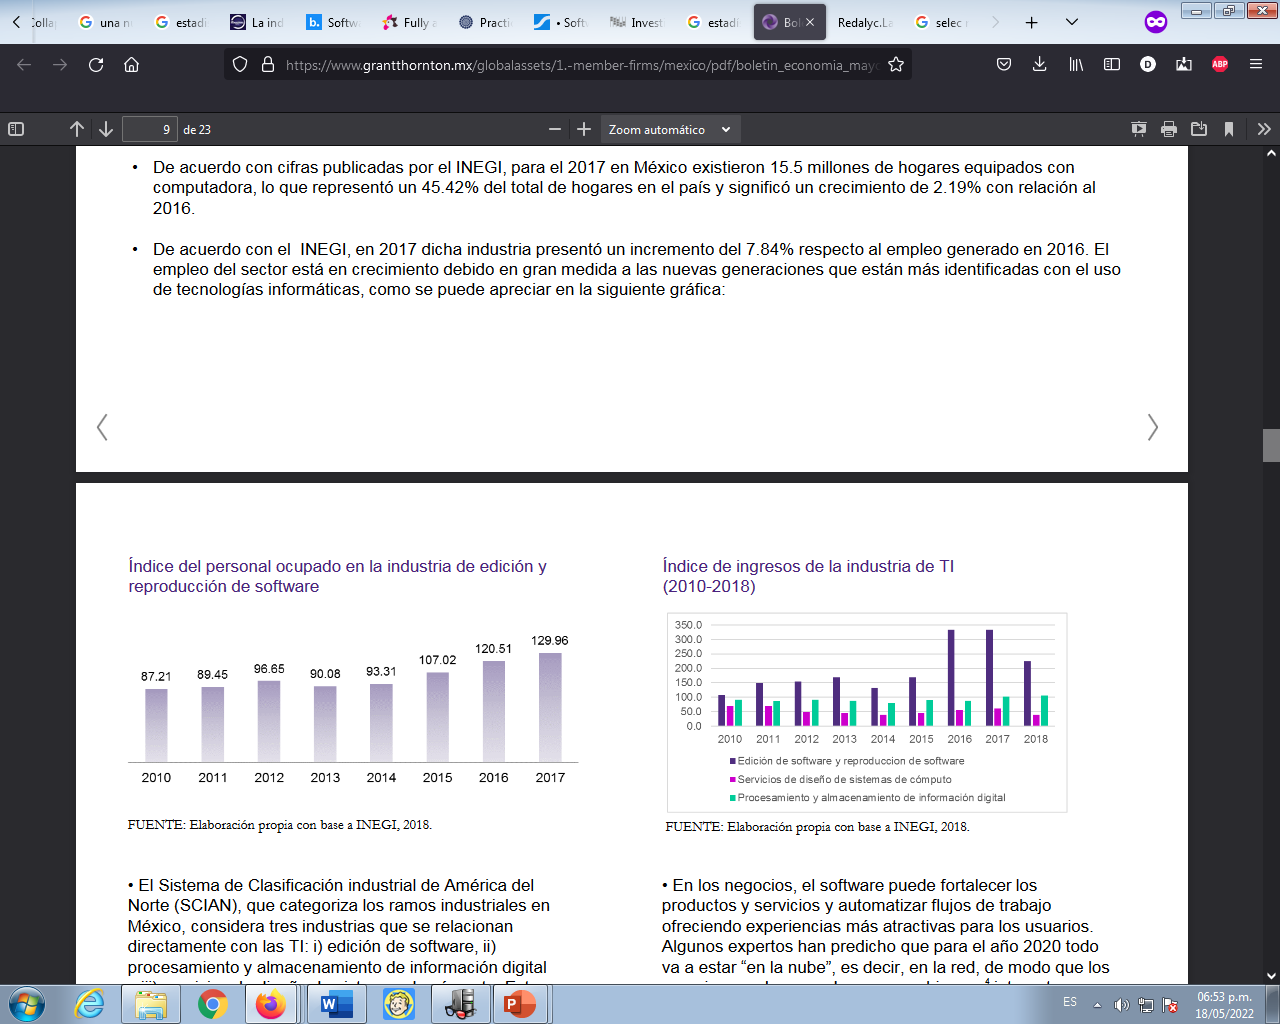 Colla
una n
estadi
La ind
b. Softw
Fully a
Practi
• Soft
Invest
estadi
Bol
Redalyc.La
selec
https://www.grantthornton.mx/globalassets/1.-member-firms/mexico/pdf/boletin_economia_mayo
D
ABP
9 de 23
Zoom automático
• De acuerdo con cifras publicadas por el INEGI, para el 2017 en México existieron 15.5 millones de hogares equipados con
computadora, lo que representó un 45.42% del total de hogares en el país y significó un crecimiento de 2.19% con relación al
2016.
• De acuerdo con el INEGI, en 2017 dicha industria presentó un incremento del 7.84% respecto al empleo generado en 2016. El
empleo del sector está en crecimiento debido en gran medida a las nuevas generaciones que están más identificadas con el uso
de tecnologías informáticas, como se puede apreciar en la siguiente gráfica:
Índice del personal ocupado en la industria de edición y
reproducción de software
87.21 89.45 96.65 90.08 93.31 107.02 120.51 129.96
2010 2011 2012 2013 2014 2015 2016 2017
FUENTE: Elaboración propia con base a INEGI, 2018.
• El Sistema de Clasificación industrial de América del
Norte (SCIAN), que categoriza los ramos industriales en
México, considera tres industrias que se relacionan
directamente con las TI: i) edición de software, ii)
procesamiento y almacenamiento de información digital
Índice de ingresos de la industria de TI
(2010-2018)
350.0
300.0
250.0
200.0
150.0
100.0
50.0
0.0
2010 2011 2012 2013 2014 2015 2016 2017 2018
Edición de software y reproduccion de software
Servicios de diseño de sistemas de cómputo
Procesamiento y almacenamiento de información digital
FUENTE: Elaboración propia con base a INEGI, 2018.
• En los negocios, el software puede fortalecer los
productos y servicios y automatizar flujos de trabajo
ofreciendo experiencias más atractivas para los usuarios.
Algunos expertos han predicho que para el año 2020 todo
va a estar “en la nube”, es decir, en la red, de modo que los
ES
06:53 p.m.
18/05/2022